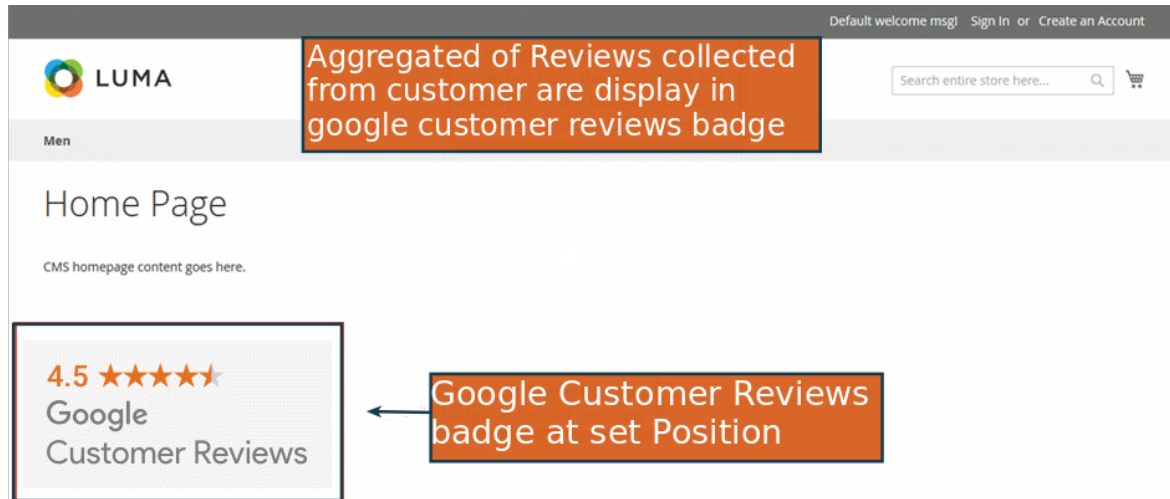 Default welcome msg! Sign In or Create an Account
LUMA
Aggregated of Reviews collected
from customer are display in
google customer reviews badge
Search entire store here...
Men
Home Page
CMS homepage content goes here.
4.5
Google
Customer Reviews
Google Customer Reviews
badge at set Position